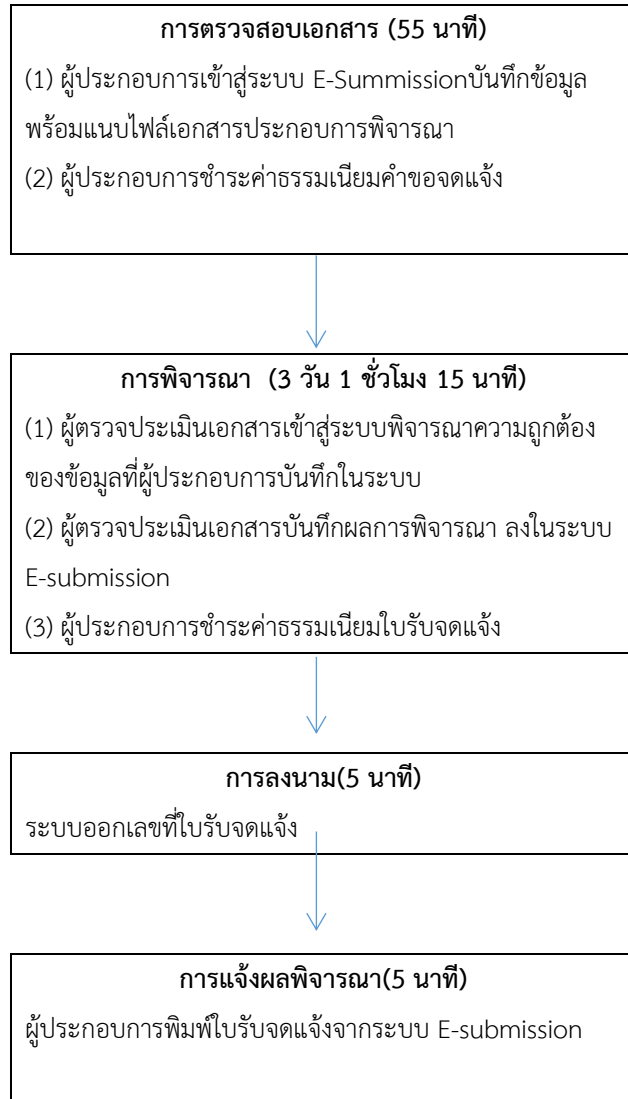 การตรวจสอบเอกสาร (55 นาที)
(1) ผู้ประกอบการเข้าสู่ระบบ E-Summissionบันทึกข้อมูล
พร้อมแนบไฟล์เอกสารประกอบการพิจารณา
(2) ผู้ประกอบการชำระค่าธรรมเนียมคำขอจดแจ้ง
การพิจารณา (3 วัน 1 ชั่วโมง 15 นาที)
(1) ผู้ตรวจประเมินเอกสารเข้าสู่ระบบพิจารณาความถูกต้อง
ของข้อมูลที่ผู้ประกอบการบันทึกในระบบ
(2) ผู้ตรวจประเมินเอกสารบันทึกผลการพิจารณา ลงในระบบ
E-submission
(3) ผู้ประกอบการชำระค่าธรรมเนียมใบรับจดแจ้ง
การลงนาม(5 นาที)
ระบบออกเลขที่ใบรับจดแจ้ง
การแจ้งผลพิจารณา(5 นาที)
ผู้ประกอบการพิมพ์ใบรับจดแจ้งจากระบบ E-submission